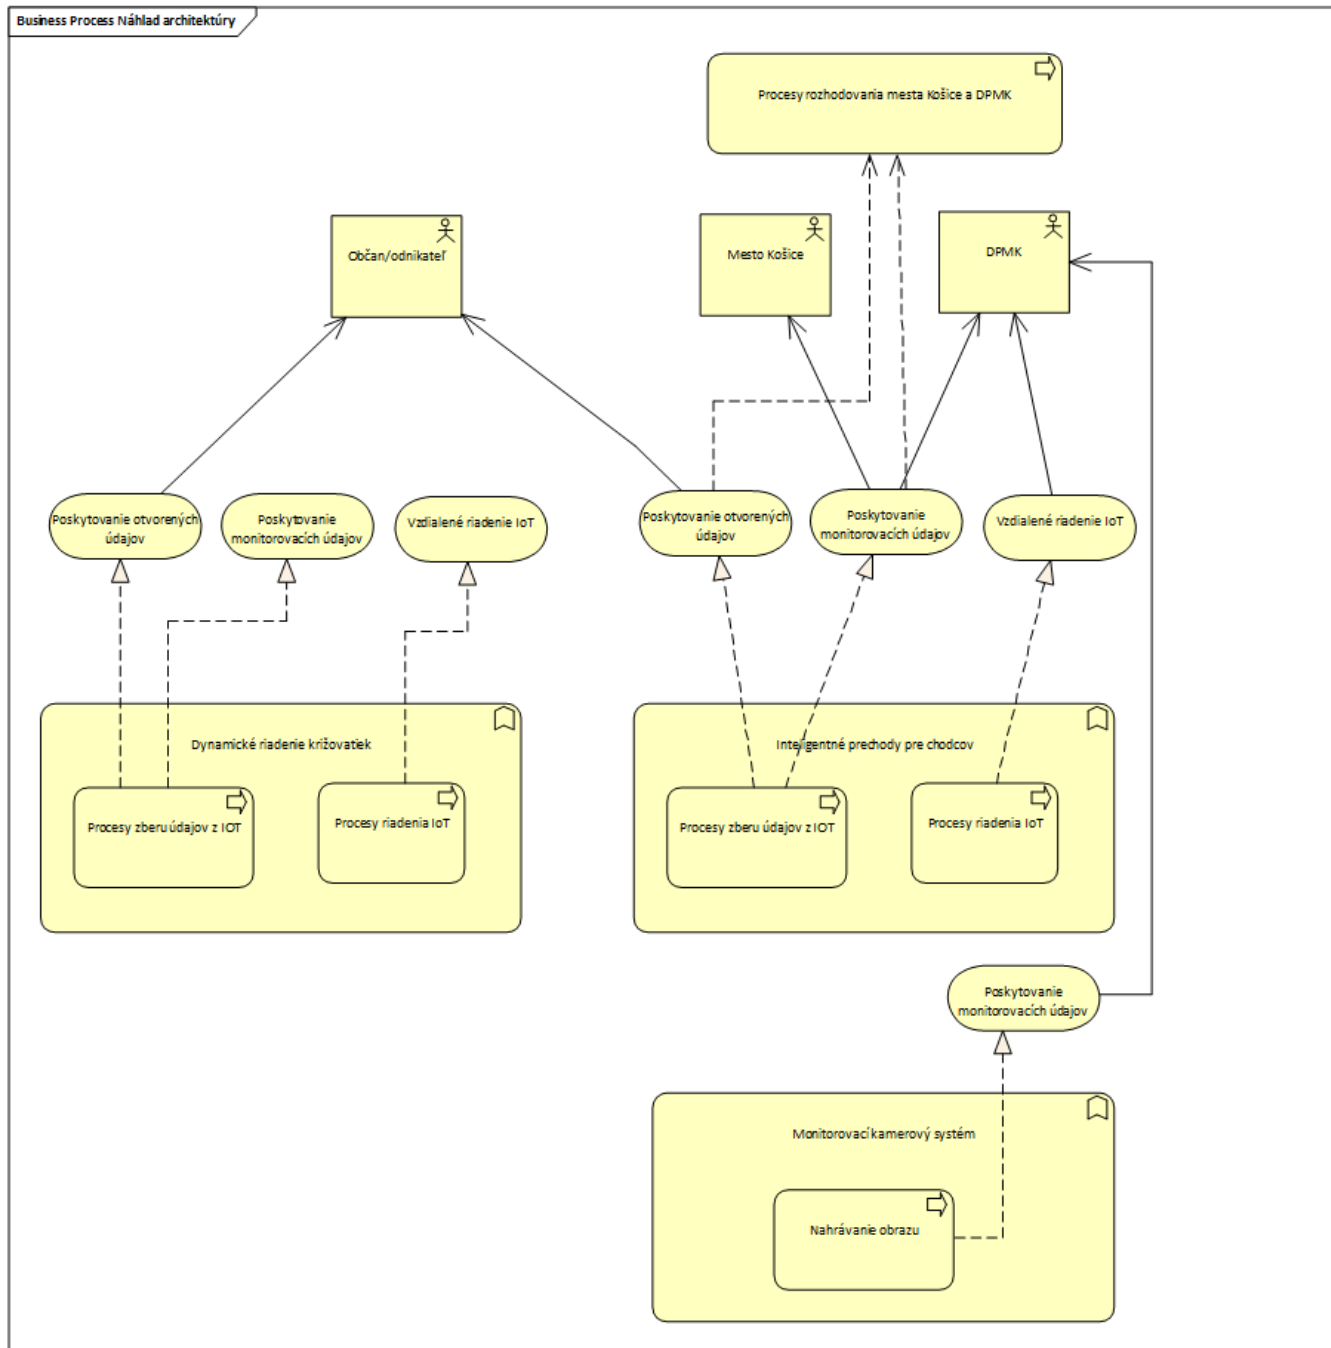 Business Process Náhlad architektúry
Procesy rozhodovania mesta Košice a DPMK
Občan/odnikateľ
Mesto Košice
DPMK
Poskytovanie otvorených
údajov
Poskytovanie
monitorovacích údajov
Vzdialené riadenie IoT
Poskytovanie otvorených
údajov
Poskytovanie
monitorovacích údajov
Vzdialené riadenie IoT
Dynamické riadenie križovatiek
Procesy zberu údajov z IOT
Procesy riadenia IoT
Inteligentné prechody pre chodcov
Procesy zberu údajov z IOT
Procesy riadenia IoT
Poskytovanie
monitorovacích údajov
Monitorovací kamerový systém
Nahrávanie obrazu